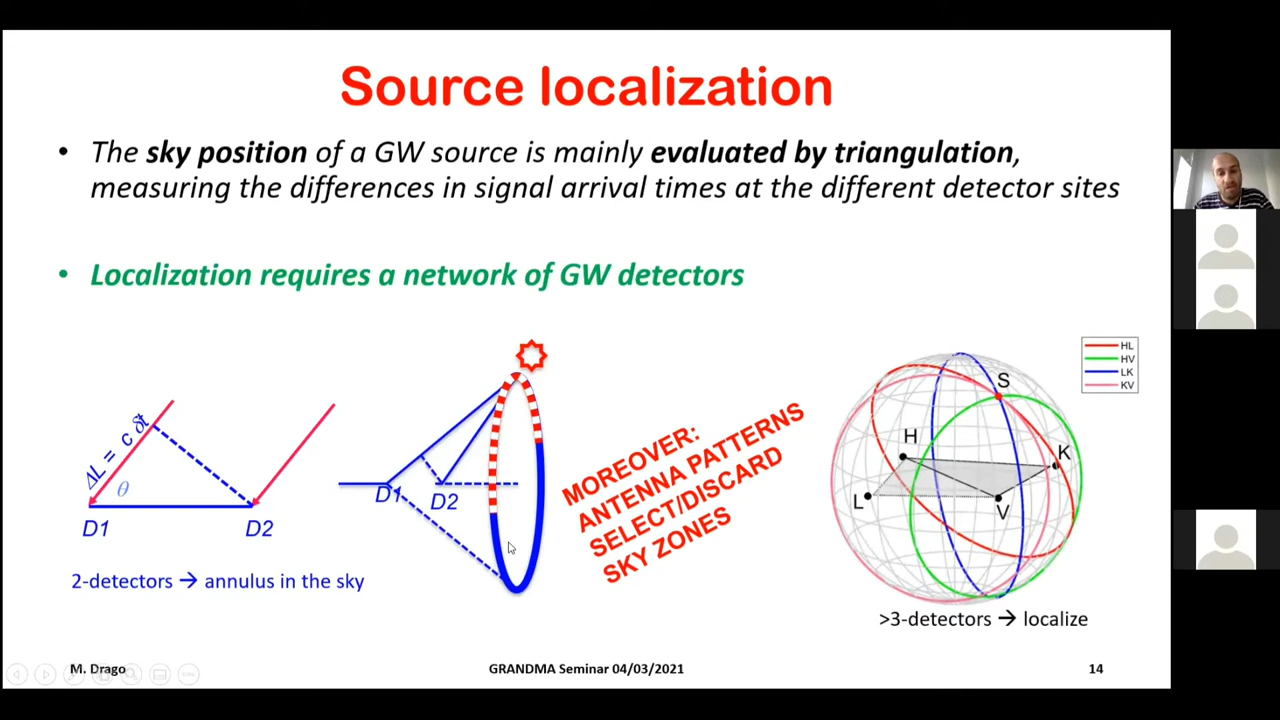 Source localization
• The sky position of a GW source is mainly evaluated by triangulation,
measuring the differences in signal arrival times at the different detector sites
• Localization requires a network of GW detectors
ΔL = c δt
θ
D1
D2
2-detectors → annulus in the sky
D1
D2
MOREOVER:
ANTENNA PATTERNS
SELECT/DISCARD
SKY ZONES
HL
HV
LK
KV
S
H
K
L
V
>3-detectors → localize
M. Drago
GRANDMA Seminar 04/03/2021
14